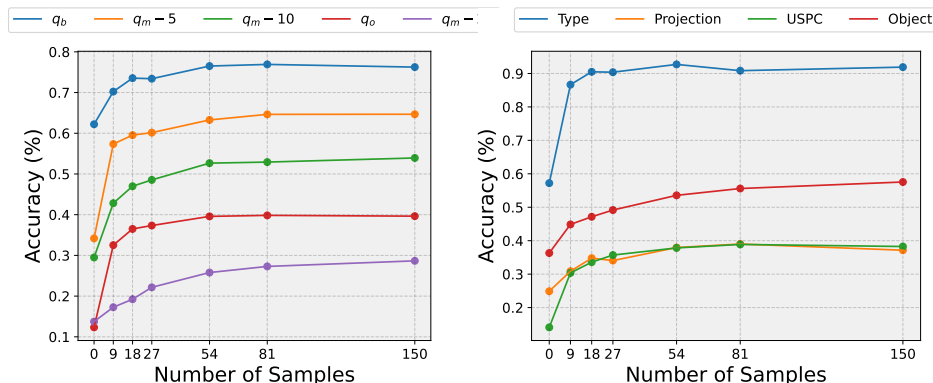 q_b q_m − 5 q_m − 10 q_o q_m −
Type Projection USPC Object
Accuracy (%)
0.8
0.7
0.6
0.5
0.4
0.3
0.2
0.1
0 9 18 27 54 81 150
Number of Samples
Accuracy (%)
0.9
0.8
0.7
0.6
0.5
0.4
0.3
0.2
0 9 18 27 54 81 150
Number of Samples